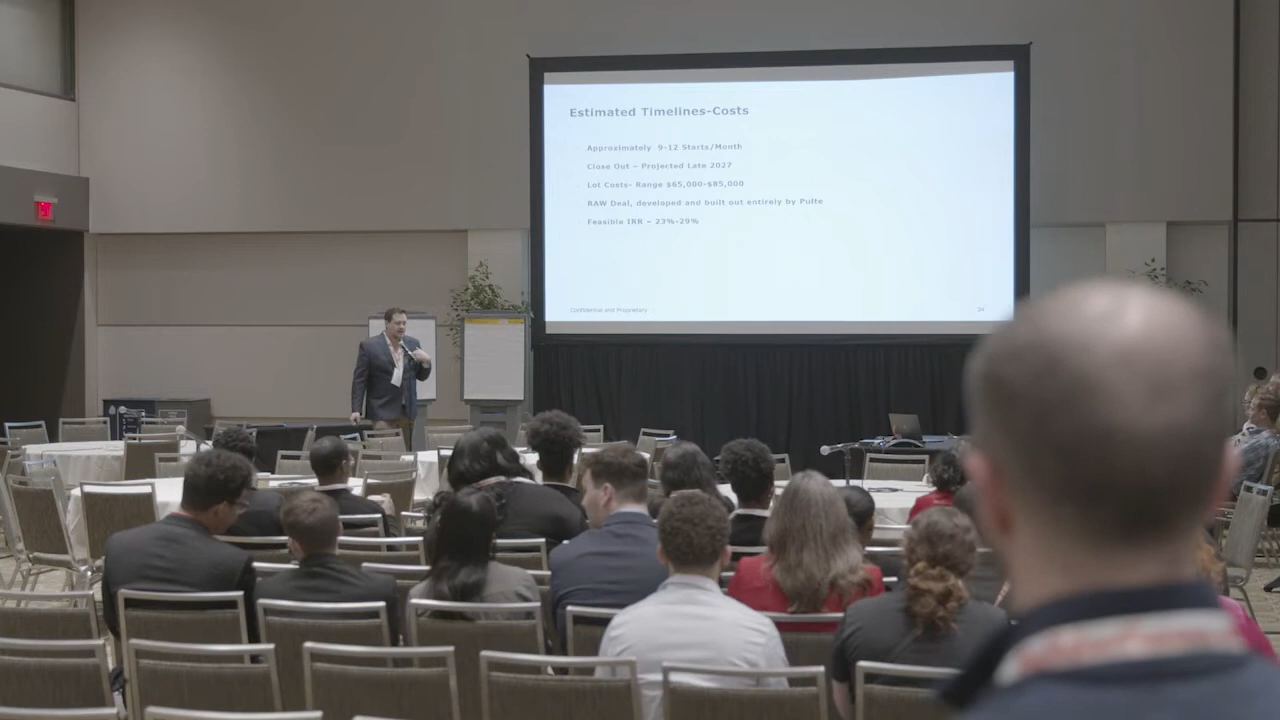 Estimated Timelines-Costs
Approximately 9-12 Starts/Month
Close Out – Projected Late 2027
Lot Costs- Range $65,000-$85,000
RAW Deal, developed and built out entirely by Pulte
Feasible IRR – 23%-29%
Confidential and Proprietary
34
EXIT